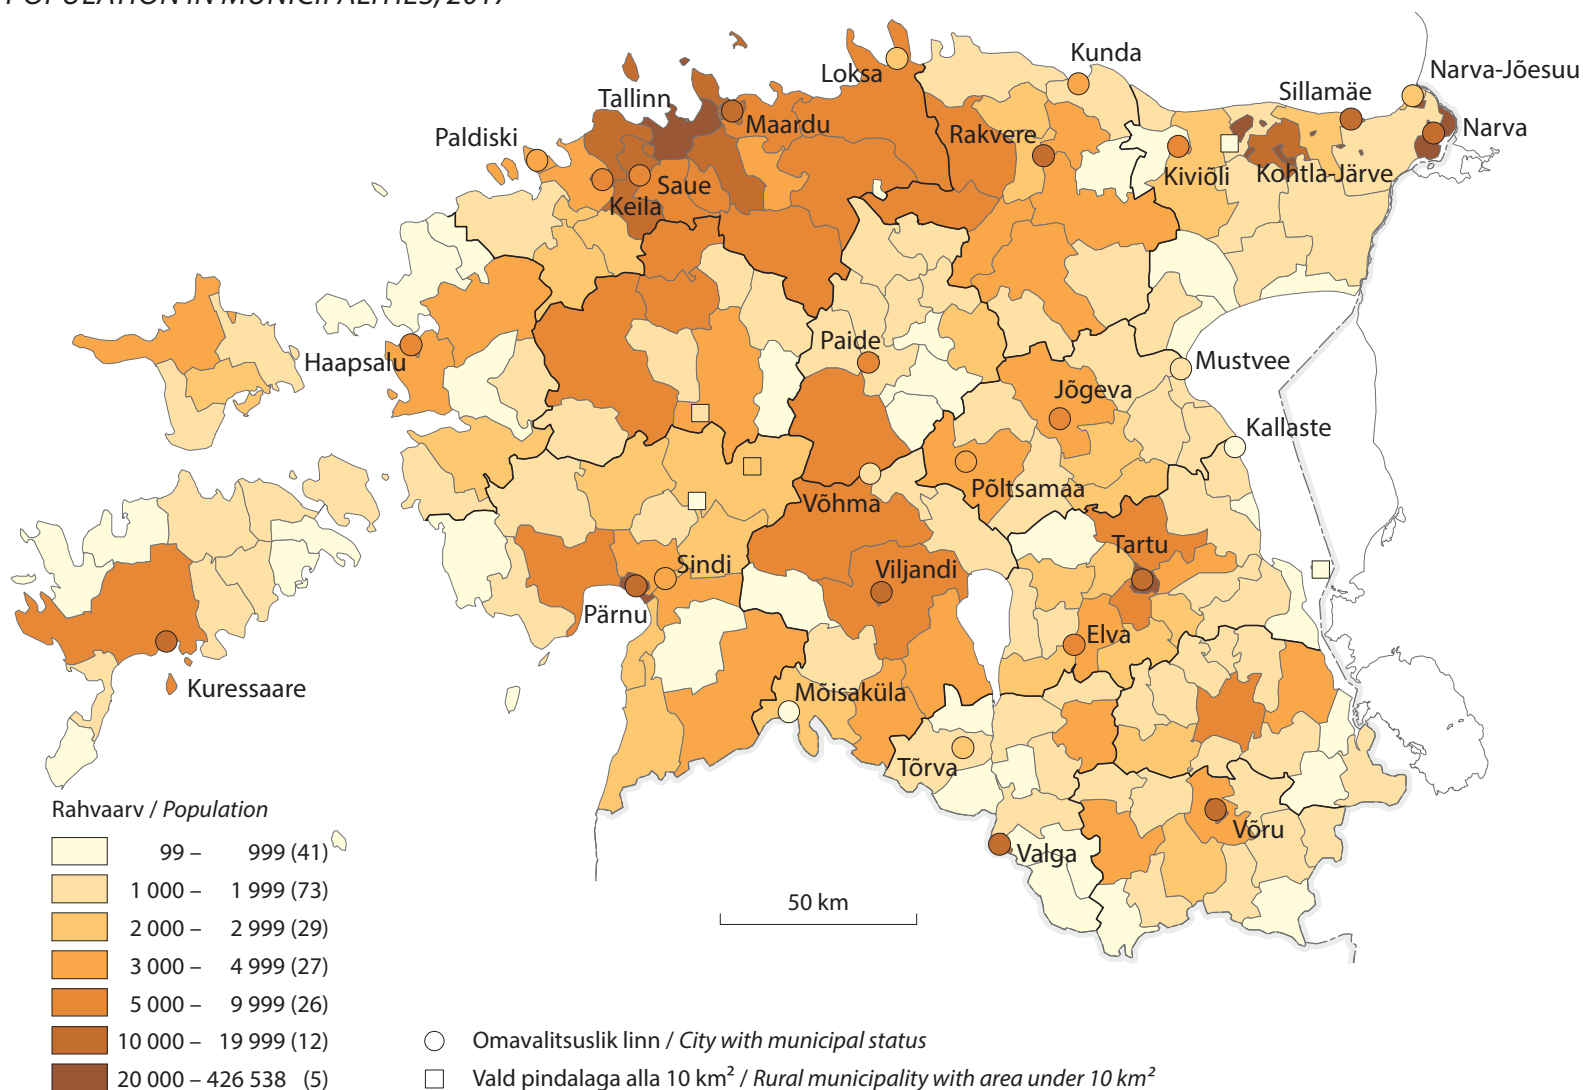 POPULATION IN MUNICIPALITIES, 2017
Kunda
Loksa
Narva-Jõesuu
Sillamäe
Tallinn
Maardu
Narva
Paldiski
Rakvere
Kiviõli
Kohtla-Järve
Saue
Keila
Paide
Haapsalu
Mustvee
Jõgeva
Kallaste
Põltsamaa
Võhma
Tartu
Sindi
Viljandi
Pärnu
Elva
Kuressaare
Mõisaküla
Tõrva
Võru
Valga
50 km
Rahvaarv / Population
99 – 999 (41)
1 000 – 1 999 (73)
2 000 – 2 999 (29)
3 000 – 4 999 (27)
5 000 – 9 999 (26)
10 000 – 19 999 (12)
20 000 – 426 538 (5)
Omavalitsuslik linn / City with municipal status
Vald pindalaga alla 10 km² / Rural municipality with area under 10 km²